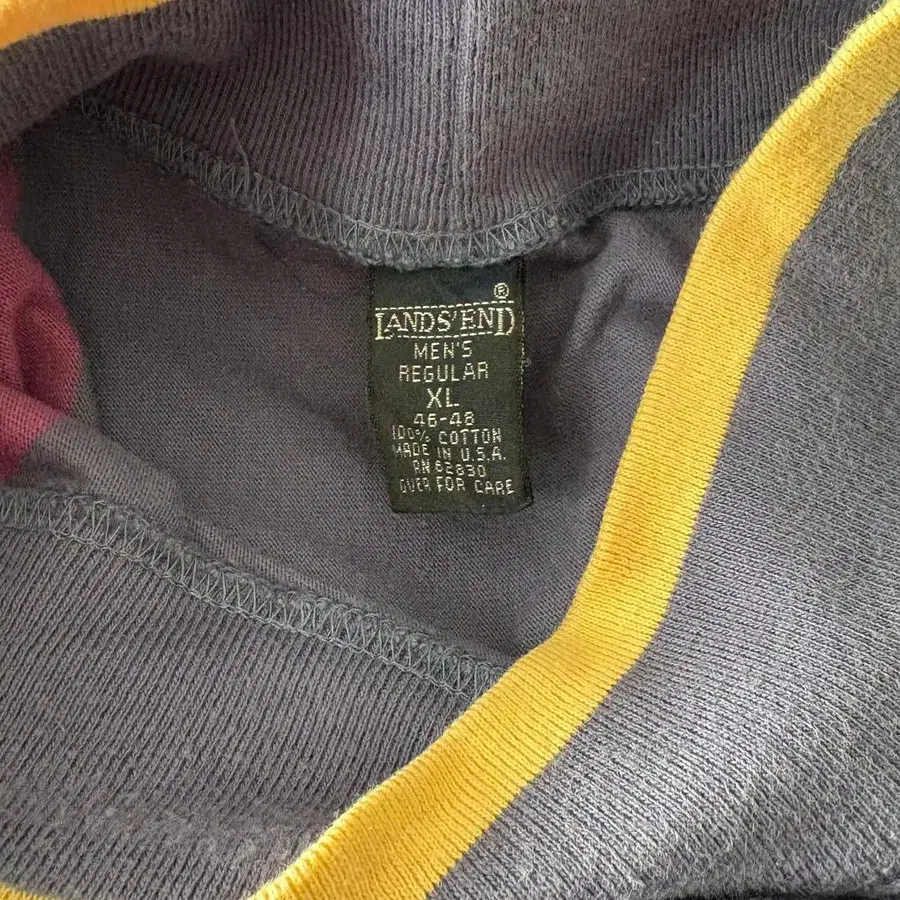 ®
LANDS' END
MEN'S
REGULAR
XL
46-48
100% COTTON
MADE IN U.S.A.
RN 62830
OVER FOR CARE